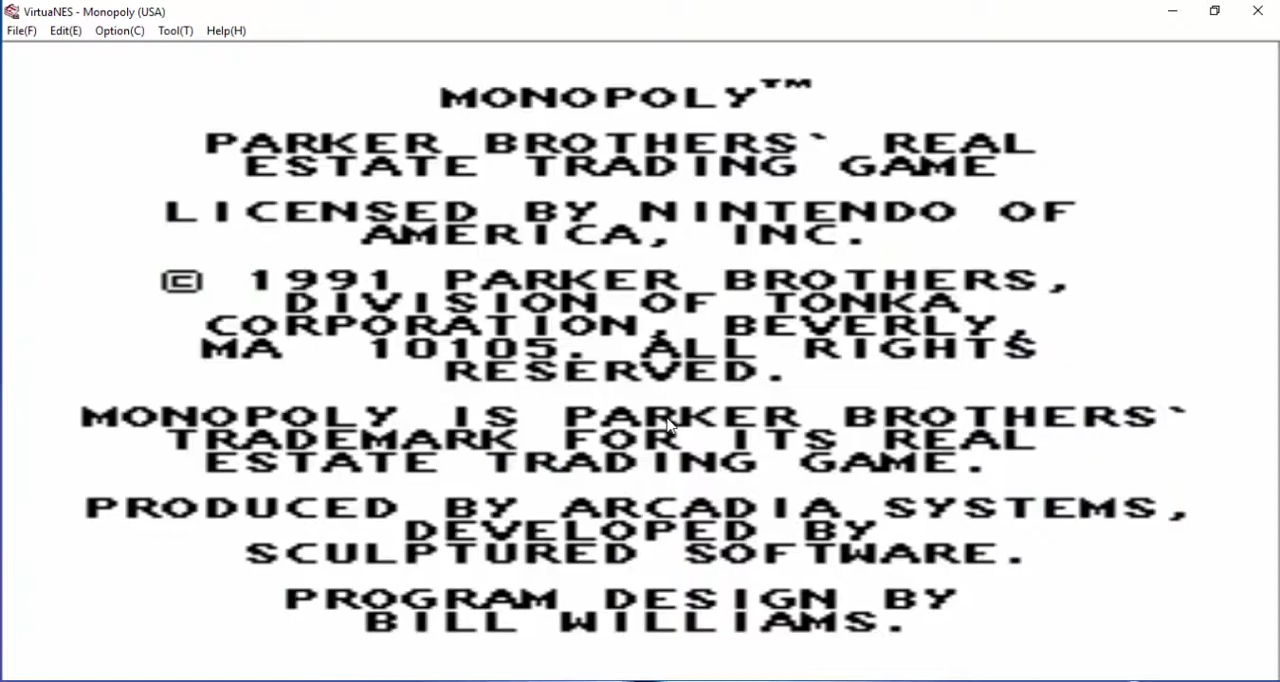 VirtuaNES - Monopoly (USA)
File(F) Edit(E) Option(C) Tool(T) Help(H)
MONOPOLY™
PARKER BROTHERS` REAL
ESTATE TRADING GAME
LICENSED BY NINTENDO OF
AMERICA, INC.
© 1991 PARKER BROTHERS,
DIVISION OF TONKA
CORPORATION, BEVERLY,
MA 10105. ALL RIGHTS
RESERVED.
MONOPOLY IS PARKER BROTHERS`
TRADEMARK FOR ITS REAL
ESTATE TRADING GAME.
PRODUCED BY ARCADIA SYSTEMS,
DEVELOPED BY
SCULPTURED SOFTWARE.
PROGRAM DESIGN BY
BILL WILLIAMS.